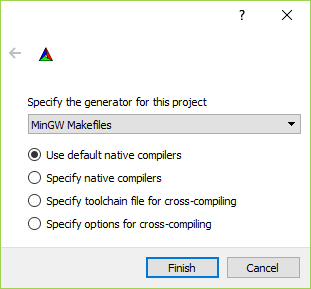 Specify the generator for this project
MinGW Makefiles
Use default native compilers
Specify native compilers
Specify toolchain file for cross-compiling
Specify options for cross-compiling
Finish
Cancel